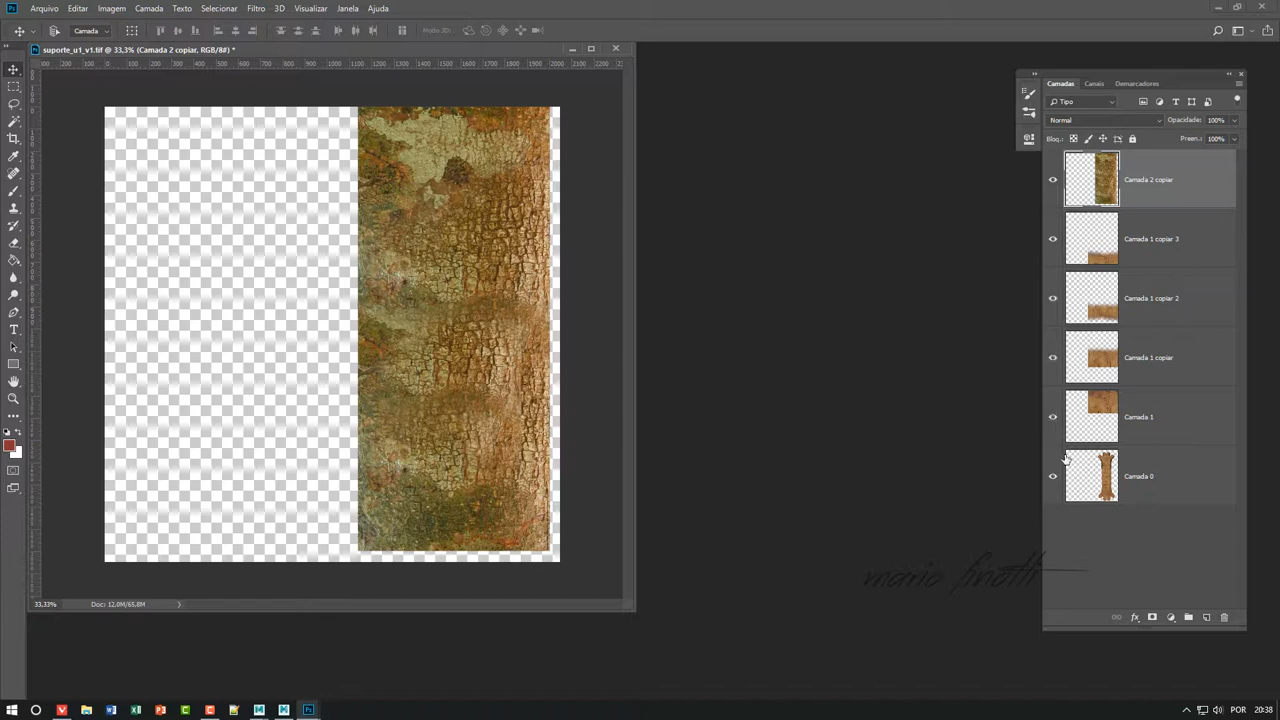 Arquivo Editar Imagem Camada Texto Selecionar Filtro 3D Visualizar Janela Ajuda
Camada Modo 3D:
suporte_u1_v1.tif @ 33,3% (Camada 2 copiar, RGB/8#) *
Camadas Canais Demarcadores
Tipo
Normal Opacidade: 100%
Bloq.: Preen.: 100%
Camada 2 copiar
Camada 1 copiar 3
Camada 1 copiar 2
Camada 1 copiar
Camada 1
Camada 0
mario finotti
33,33% Doc: 12,0M/65,8M
POR 20:38